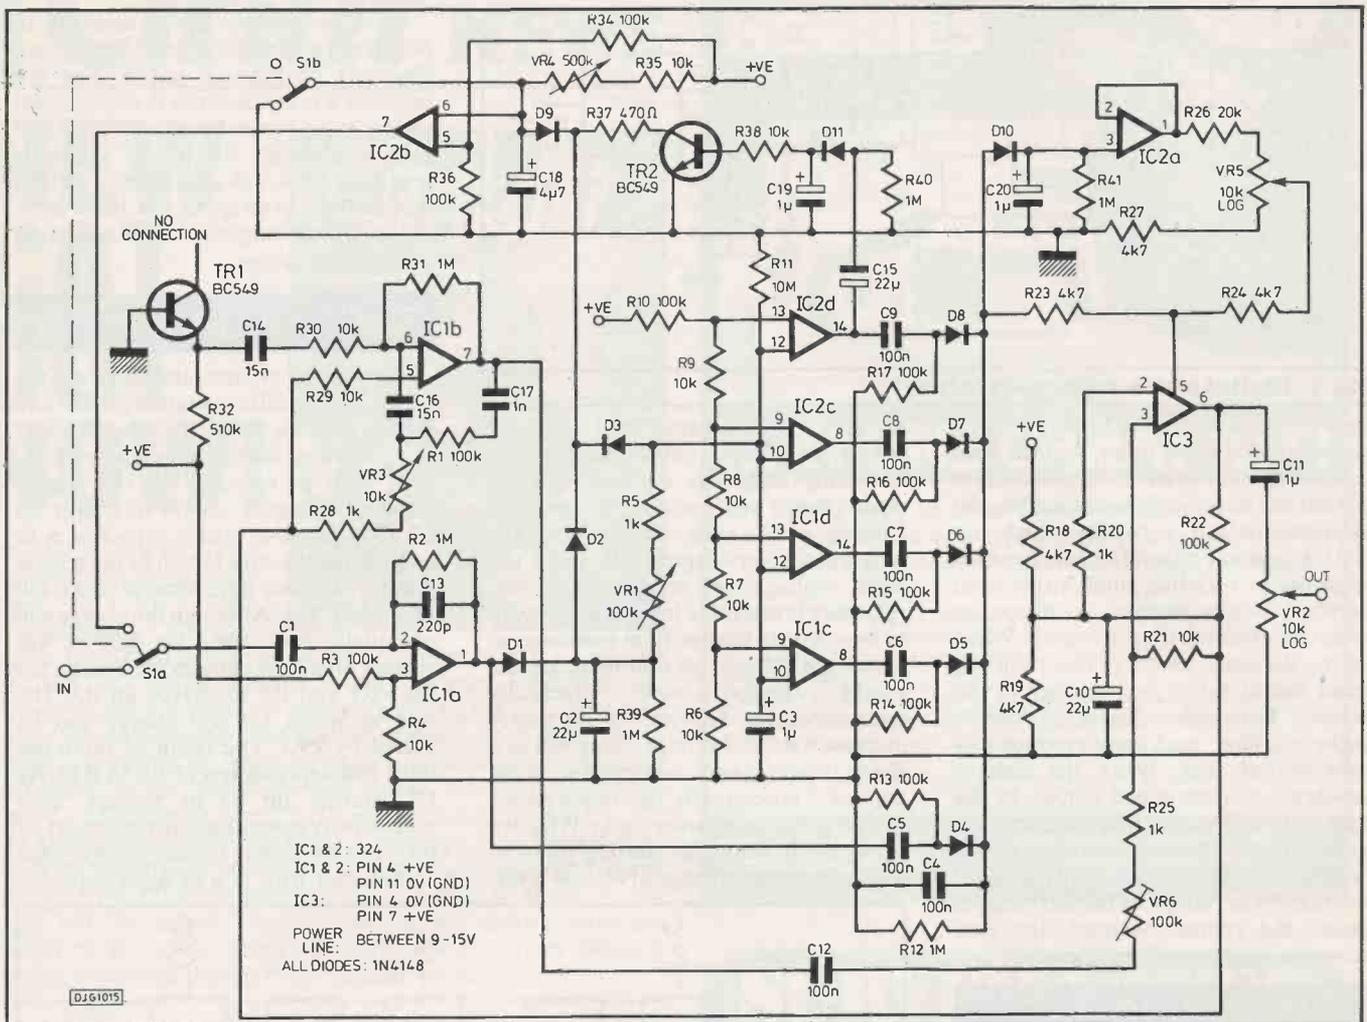 R34 100k
S1b
VR4 500k
R35 10k
+VE
7
6
5
IC2b
D9
R37 470Ω
TR2
BC549
R38 10k
D11
D10
2
3
1
IC2a
R26 20k
R36
100k
+
C18
4µ7
+
C19
1µ
R40
1M
+
C20
1µ
R41
1M
R27
4k7
VR5
10k
LOG
NO
CONNECTION
TR1
BC549
R31 1M
R11
10M
C15
22µ
C14
15n
R30 10k
6
5
IC1b
7
+VE
R10 100k
IC2d
13
12
14
C9
100n
D8
R23 4k7
R24 4k7
R29 10k
C16
15n
C17
1n
R9
10k
R17 100k
R32
510k
+VE
R1 100k
VR3
10k
D3
IC2c
9
10
8
C8
100n
D7
+VE
2
3
5
6
IC3
+
C11
1µ
R28 1k
R5
1k
R8
10k
R16 100k
R2 1M
D2
IC1d
13
12
14
C7
100n
D6
R18
4k7
R20
1k
R22
100k
C13
220p
VR1
100k
R7
10k
R15 100k
OUT
VR2
10k
LOG
IN
S1a
C1
100n
R3 100k
2
3
1
IC1a
D1
IC1c
9
10
8
C6
100n
D5
R21 10k
R4
10k
+
C2
22µ
R39
1M
R6
10k
+
C3
1µ
R14 100k
R19
4k7
+
C10
22µ
R13 100k
C5
100n
D4
R25
1k
C4
100n
IC1 & 2: 324
IC1 & 2: PIN 4 +VE
PIN 11 0V (GND)
IC3: PIN 4 0V (GND)
PIN 7 +VE
POWER
LINE: BETWEEN 9-15V
ALL DIODES: 1N4148
R12 1M
VR6
100k
C12
100n
DJG1015